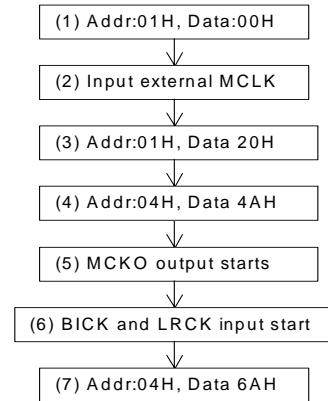 (1) Addr:01H, Data:00H
(2) Input external MCLK
(3) Addr:01H, Data 20H
(4) Addr:04H, Data 4AH
(5) MCKO output starts
(6) BICK and LRCK input start
(7) Addr:04H, Data 6AH